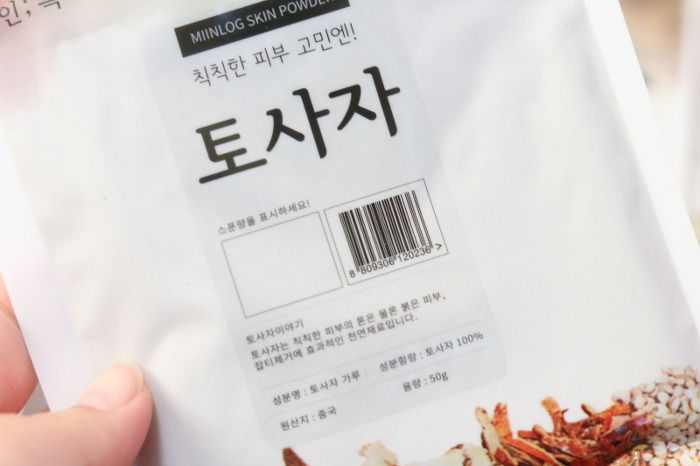 인;
MIINLOG SKIN POWDER
칙칙한 피부 고민엔!
토사자
스푼량을 표시하세요!
8 809306 120236 >
토사자이야기
토사자는 칙칙한 피부의 톤은 물론 붉은 피부,
잡티제거에 효과적인 천연재료입니다.
성분명 : 토사자 가루 성분함량 : 토사자 100%
원산지 : 중국 용량 : 50g